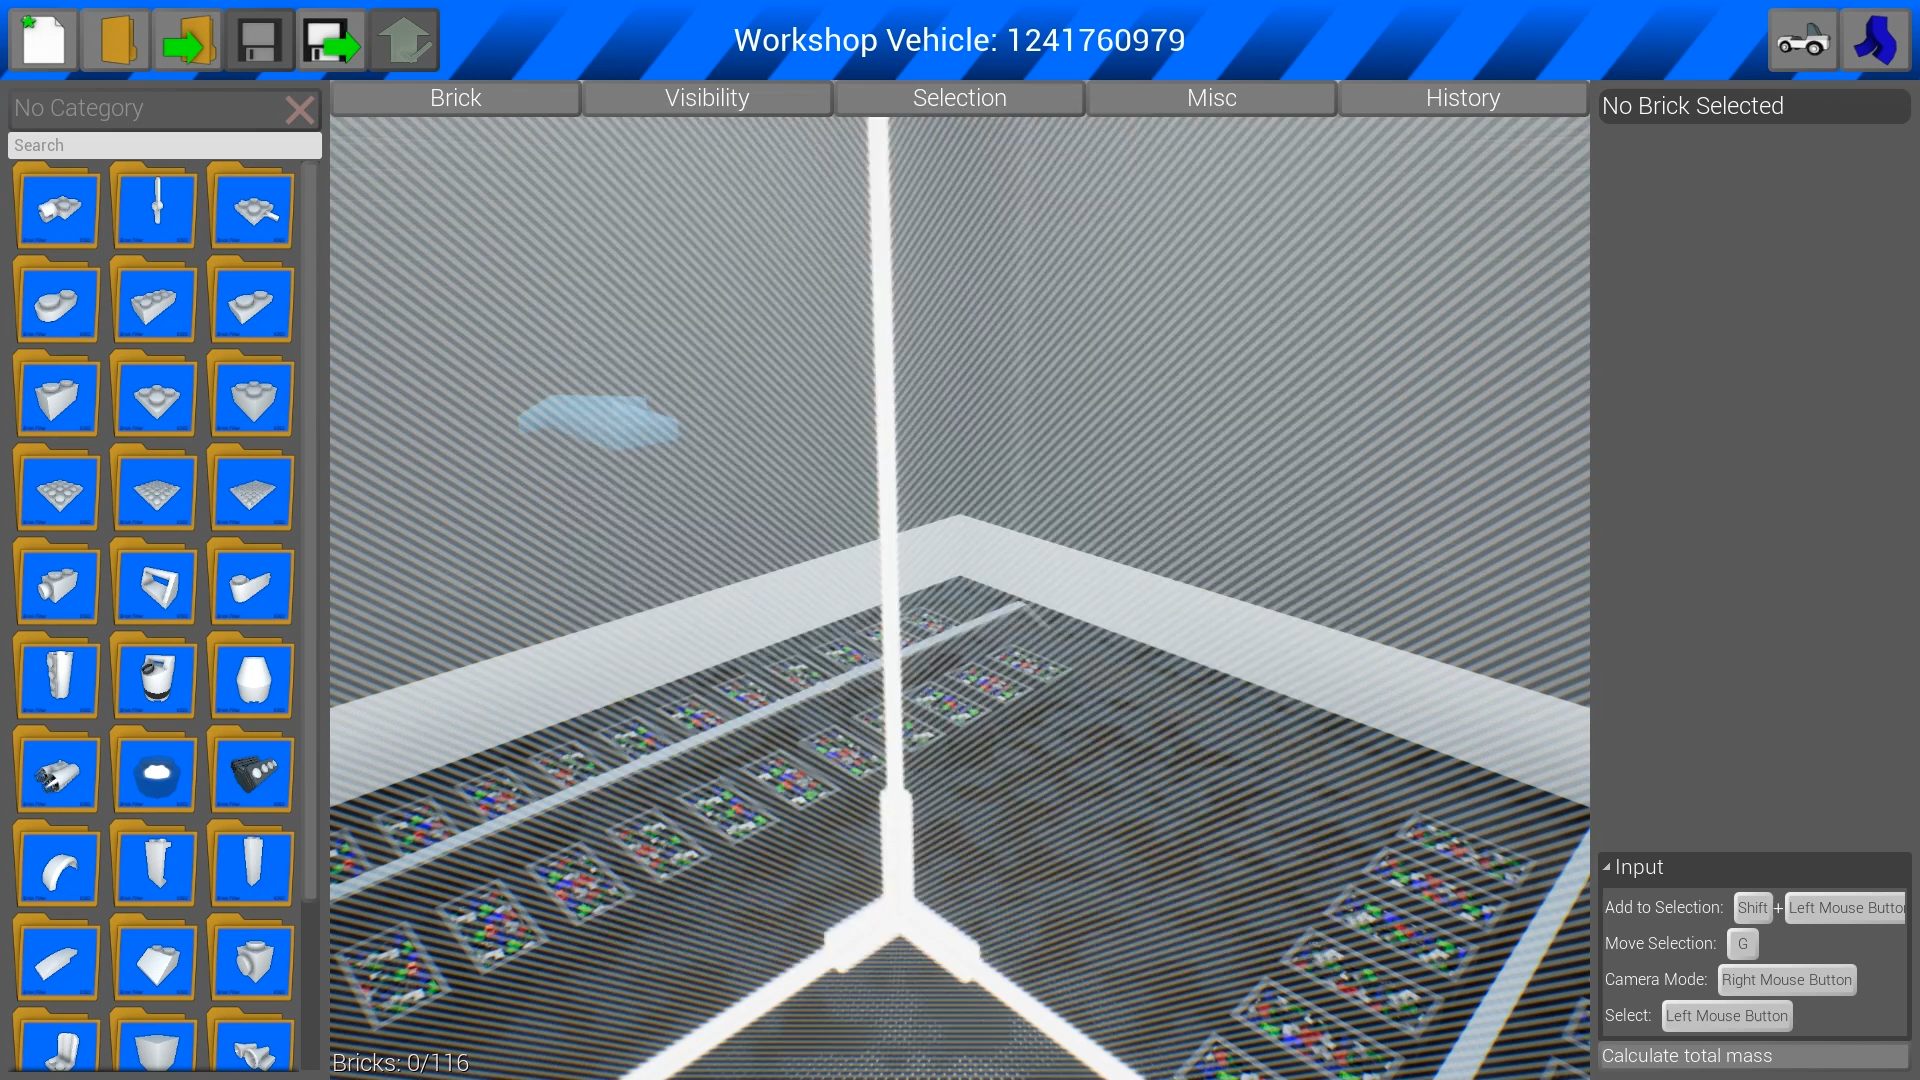 Workshop Vehicle: 1241760979
No Category
Search
Brick
Visibility
Selection
Misc
History
No Brick Selected
Input
Add to Selection: Shift + Left Mouse Butto
Move Selection: G
Camera Mode: Right Mouse Button
Select: Left Mouse Button
Calculate total mass
Bricks: 0/116